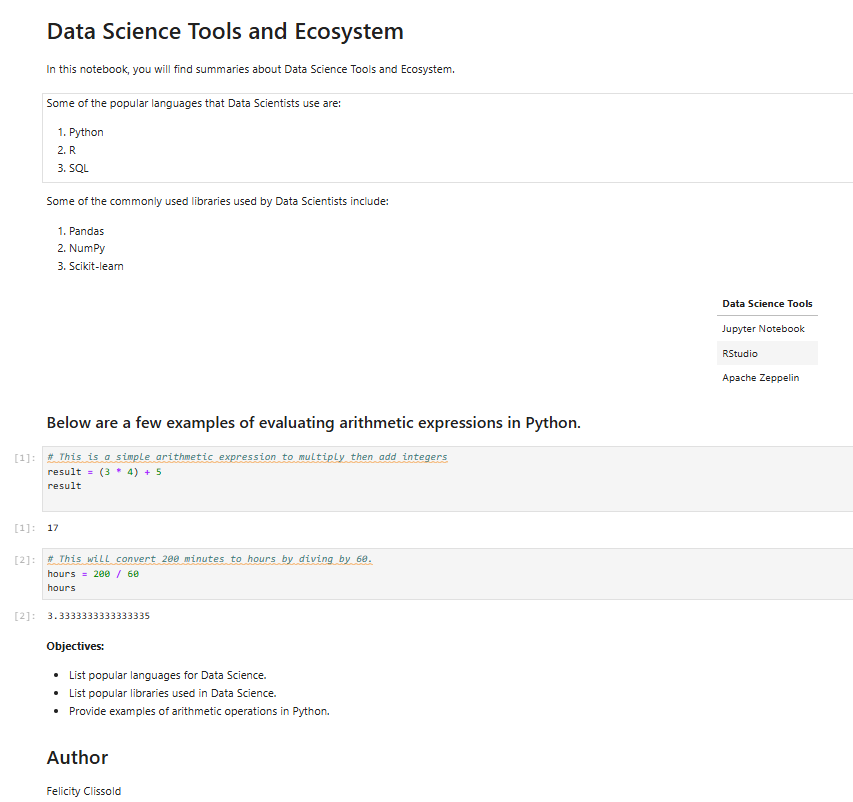 Data Science Tools and Ecosystem
In this notebook, you will find summaries about Data Science Tools and Ecosystem.
Some of the popular languages that Data Scientists use are:
1. Python
2. R
3. SQL
Some of the commonly used libraries used by Data Scientists include:
1. Pandas
2. NumPy
3. Scikit-learn
Data Science Tools
Jupyter Notebook
RStudio
Apache Zeppelin
Below are a few examples of evaluating arithmetic expressions in Python.
[1]: # This is a simple arithmetic expression to multiply then add integers
result = (3 * 4) + 5
result
[1]: 17
[2]: # This will convert 200 minutes to hours by diving by 60.
hours = 200 / 60
hours
[2]: 3.3333333333333335
Objectives:
• List popular languages for Data Science.
• List popular libraries used in Data Science.
• Provide examples of arithmetic operations in Python.
Author
Felicity Clissold